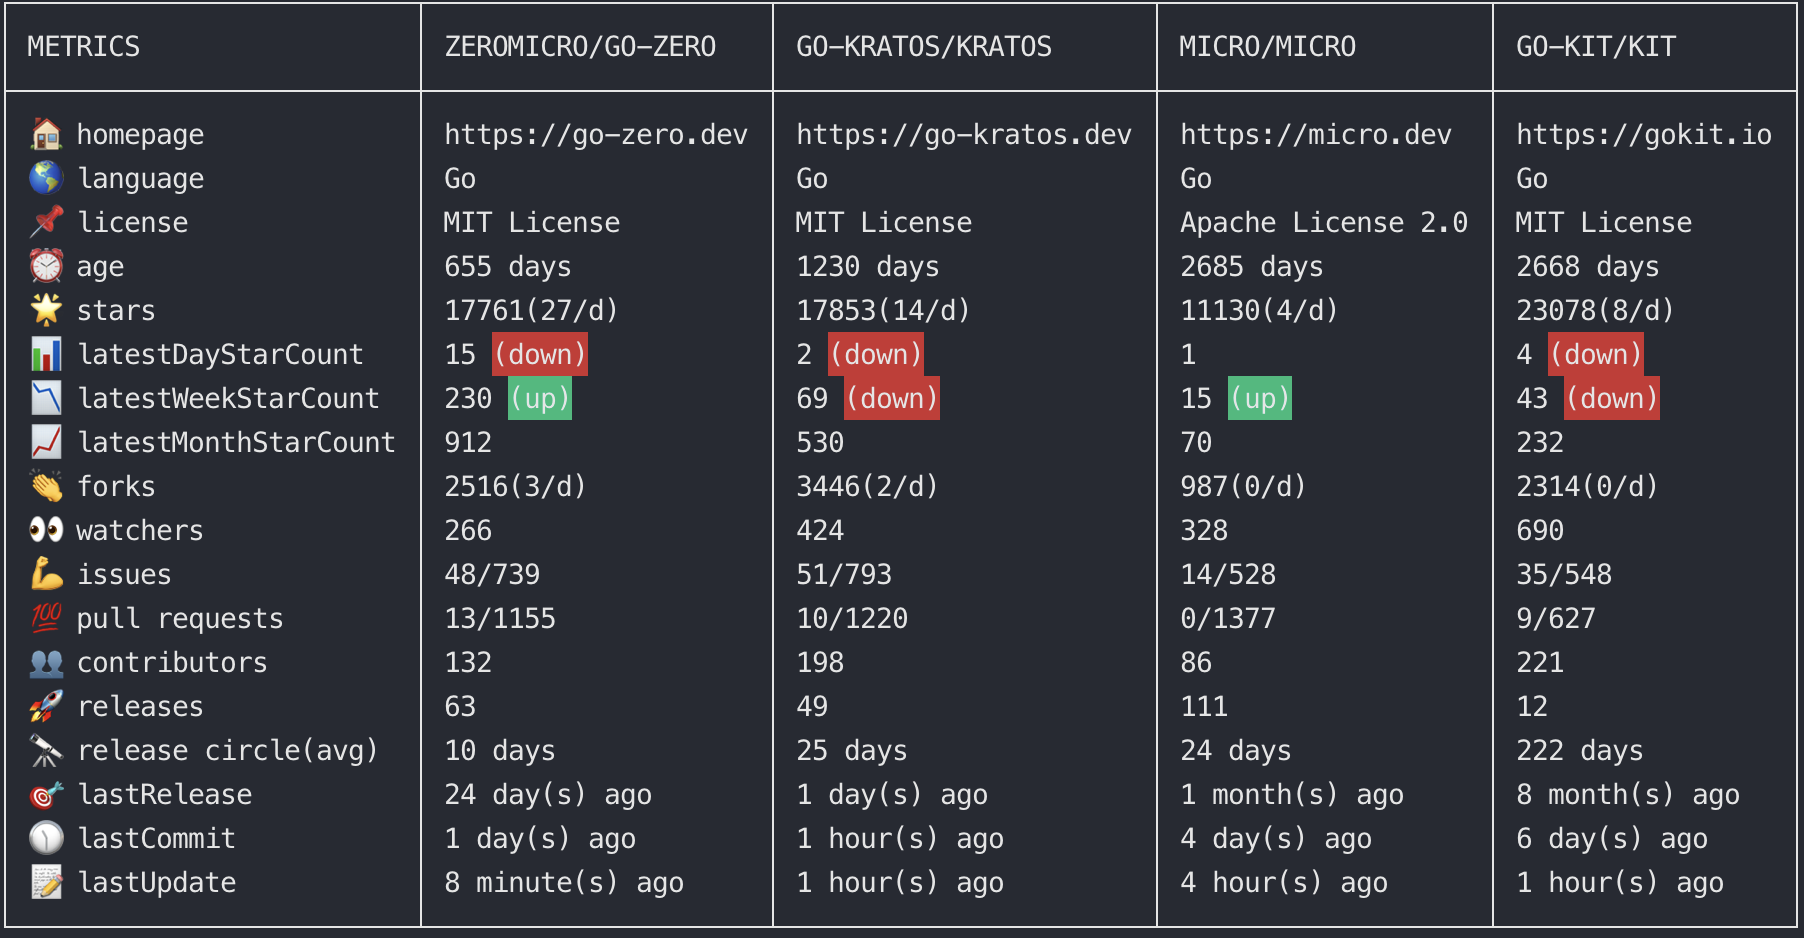 METRICS ZEROMICRO/GO-ZERO GO-KRATOS/KRATOS MICRO/MICRO GO-KIT/KIT
homepage https://go-zero.dev https://go-kratos.dev https://micro.dev https://gokit.io
language Go Go Go Go
license MIT License MIT License Apache License 2.0 MIT License
age 655 days 1230 days 2685 days 2668 days
stars 17761(27/d) 17853(14/d) 11130(4/d) 23078(8/d)
latestDayStarCount 15 (down) 2 (down) 1 4 (down)
latestWeekStarCount 230 (up) 69 (down) 15 (up) 43 (down)
latestMonthStarCount 912 530 70 232
forks 2516(3/d) 3446(2/d) 987(0/d) 2314(0/d)
watchers 266 424 328 690
issues 48/739 51/793 14/528 35/548
pull requests 13/1155 10/1220 0/1377 9/627
contributors 132 198 86 221
releases 63 49 111 12
release circle(avg) 10 days 25 days 24 days 222 days
lastRelease 24 day(s) ago 1 day(s) ago 1 month(s) ago 8 month(s) ago
lastCommit 1 day(s) ago 1 hour(s) ago 4 day(s) ago 6 day(s) ago
lastUpdate 8 minute(s) ago 1 hour(s) ago 4 hour(s) ago 1 hour(s) ago